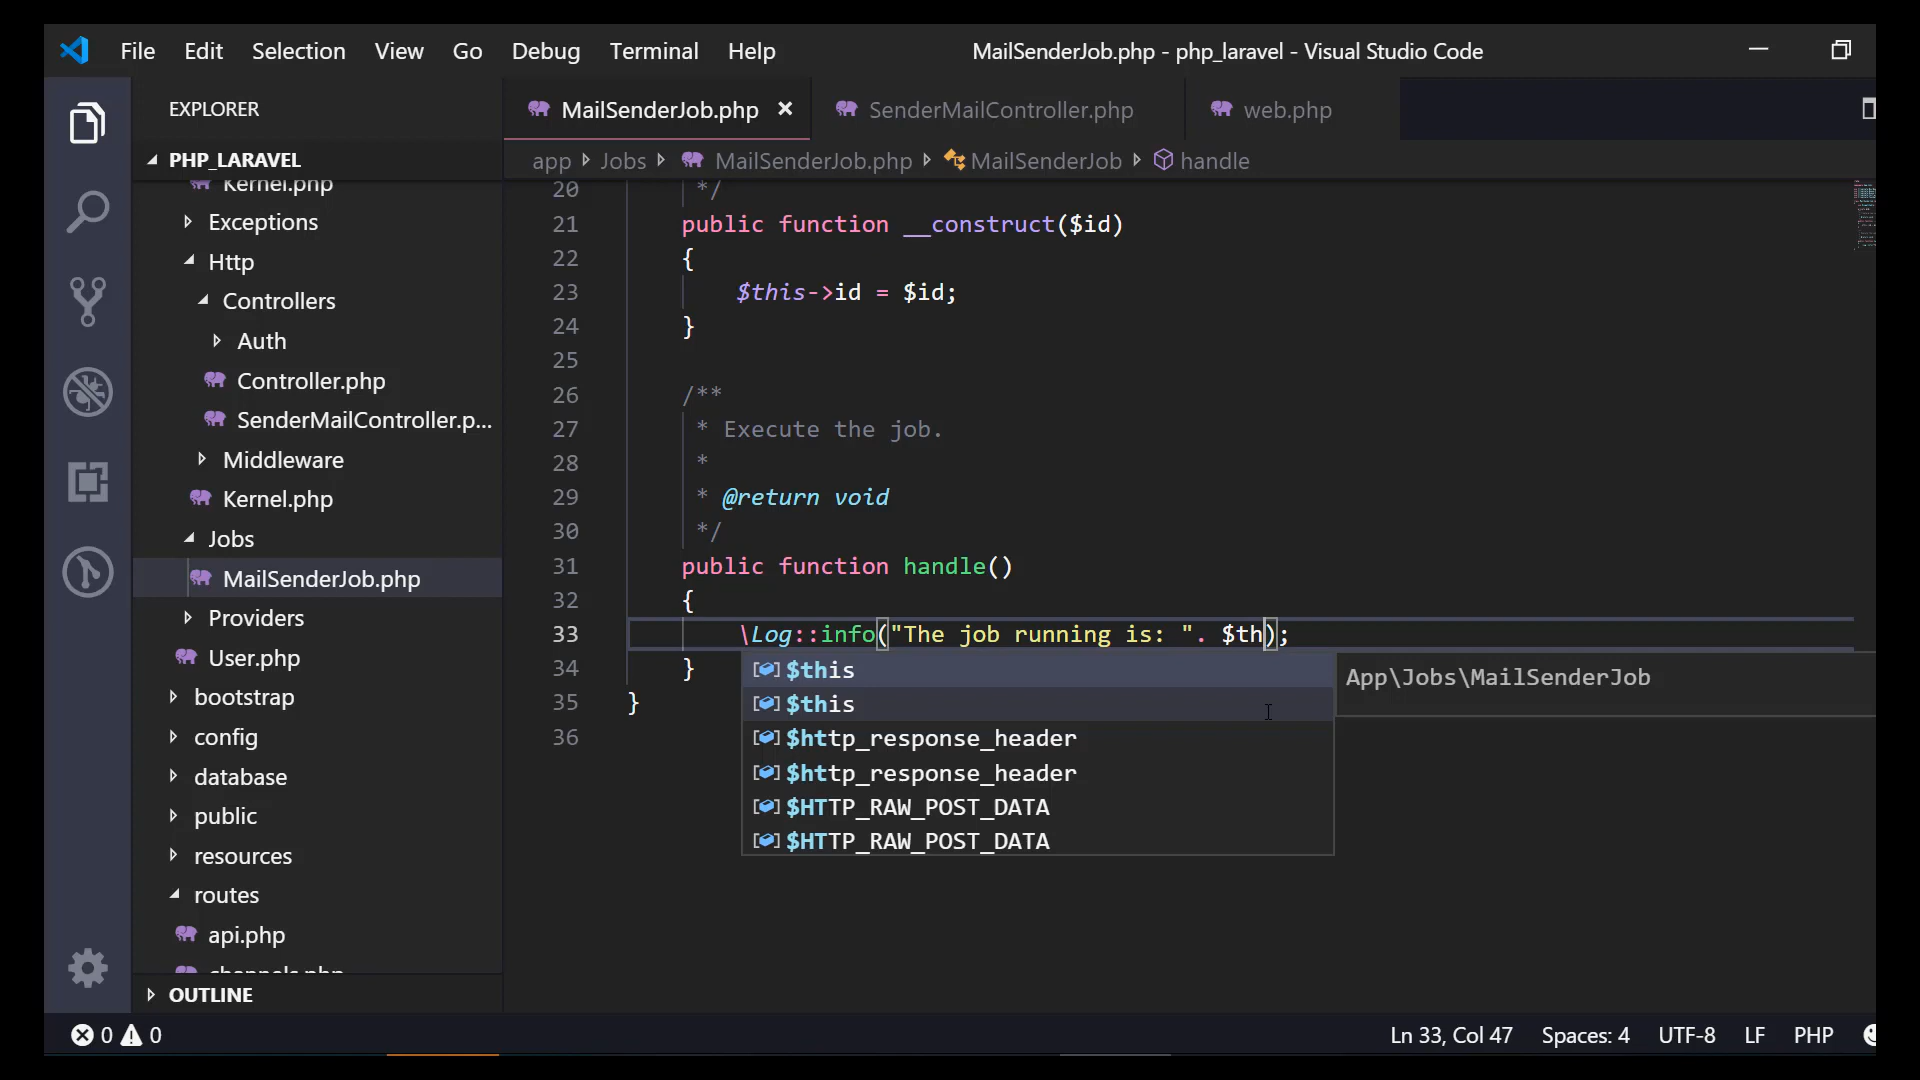 File Edit Selection View Go Debug Terminal Help MailSenderJob.php - php_laravel - Visual Studio Code
EXPLORER
PHP_LARAVEL
Kernel.php
Exceptions
Http
Controllers
Auth
Controller.php
SenderMailController.p...
Middleware
Kernel.php
Jobs
MailSenderJob.php
Providers
User.php
bootstrap
config
database
public
resources
routes
api.php
channels.php
OUTLINE
MailSenderJob.php SenderMailController.php web.php
app Jobs MailSenderJob.php MailSenderJob handle
20 */
21 public function __construct($id)
22 {
23 $this->id = $id;
24 }
25
26 /**
27 * Execute the job.
28 *
29 * @return void
30 */
31 public function handle()
32 {
33 \Log::info("The job running is: ". $th);
34 }
35 }
36
$this
$this
$http_response_header
$http_response_header
$HTTP_RAW_POST_DATA
$HTTP_RAW_POST_DATA
App\Jobs\MailSenderJob
0 0 Ln 33, Col 47 Spaces: 4 UTF-8 LF PHP